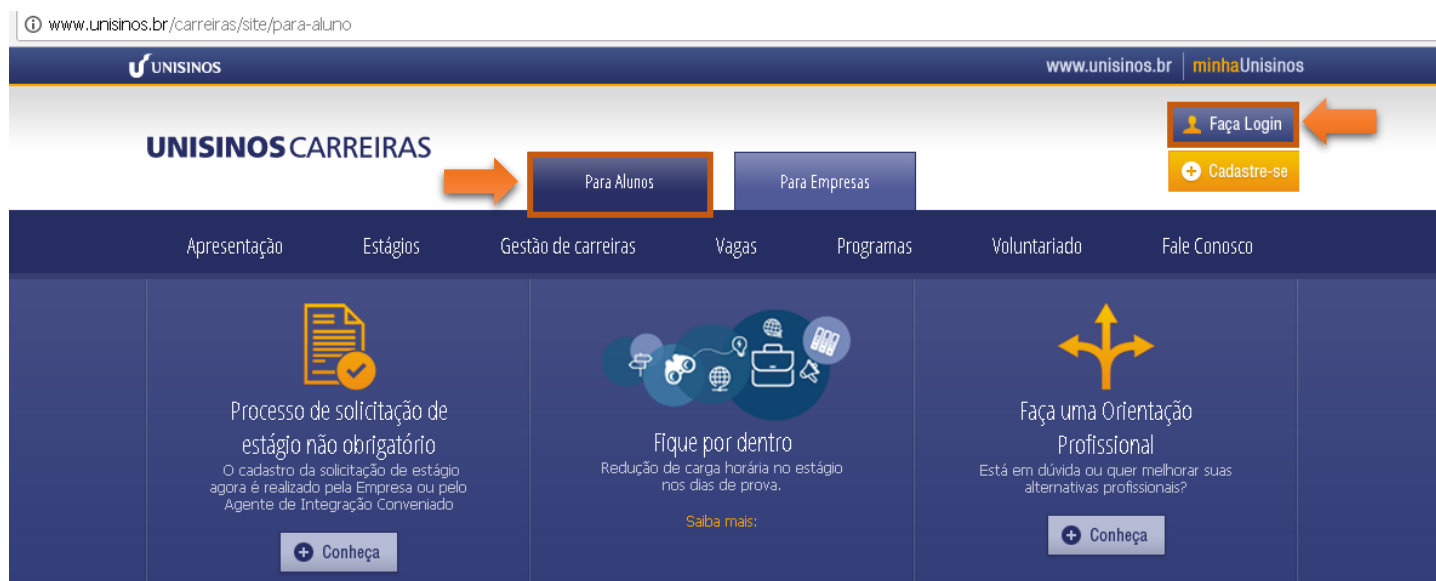 www.unisinos.br/carreiras/site/para-aluno
UNISINOS
www.unisinos.br
minhaUnisinos
Faça Login
UNISINOS CARREIRAS
Cadastre-se
Para Alunos
Para Empresas
Apresentação
Estágios
Gestão de carreiras
Vagas
Programas
Voluntariado
Fale Conosco
Processo de solicitação de
estágio não obrigatório
O cadastro da solicitação de estágio
agora é realizado pela Empresa ou pelo
Agente de Integração Conveniado
Conheça
Fique por dentro
Redução de carga horária no estágio
nos dias de prova.
Saiba mais:
Faça uma Orientação
Profissional
Está em dúvida ou quer melhorar suas
alternativas profissionais?
Conheça